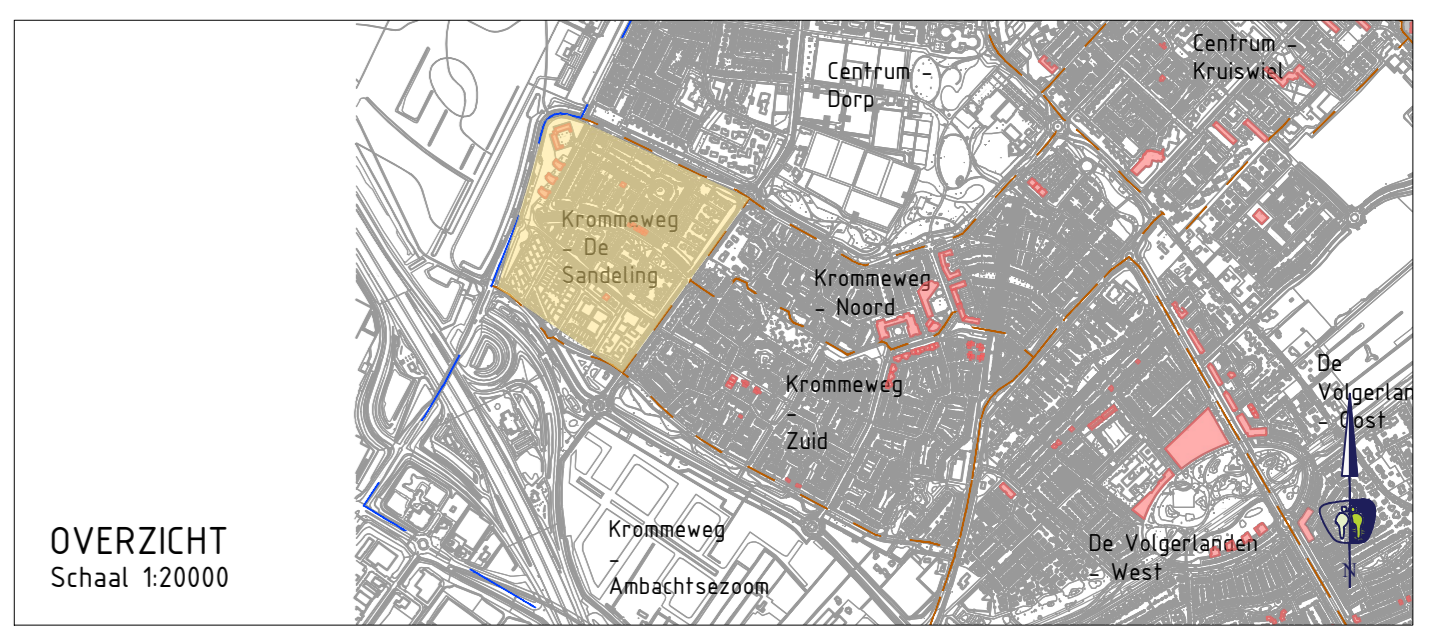 Centrum -
Kruiswiel
Centrum -
Dorp
Krommeweg
- De
Sandeling
Krommeweg
- Noord
De
Volgerlan
- Oost
Krommeweg
-
Zuid
Krommeweg
-
Ambachtsezoom
De Volgerlanden
- West
OVERZICHT
Schaal 1:20000
N